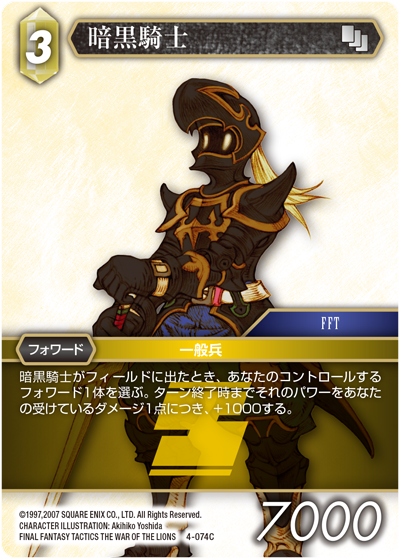 3
暗黒騎士
FFT
フォワード
一般兵
暗黒騎士がフィールドに出たとき、あなたのコントロールする
フォワード1体を選ぶ。ターン終了時までそれのパワーをあなた
の受けているダメージ1点につき、+1000する。
©1997,2007 SQUARE ENIX CO., LTD. All Rights Reserved.
CHARACTER ILLUSTRATION: Akihiko Yoshida
FINAL FANTASY TACTICS THE WAR OF THE LIONS 4-074C
7000